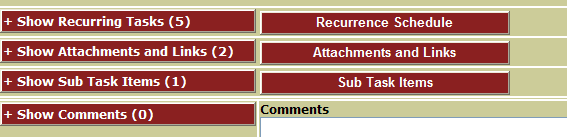 + Show Recurring Tasks (5) Recurrence Schedule
+ Show Attachments and Links (2) Attachments and Links
+ Show Sub Task Items (1) Sub Task Items
+ Show Comments (0) Comments